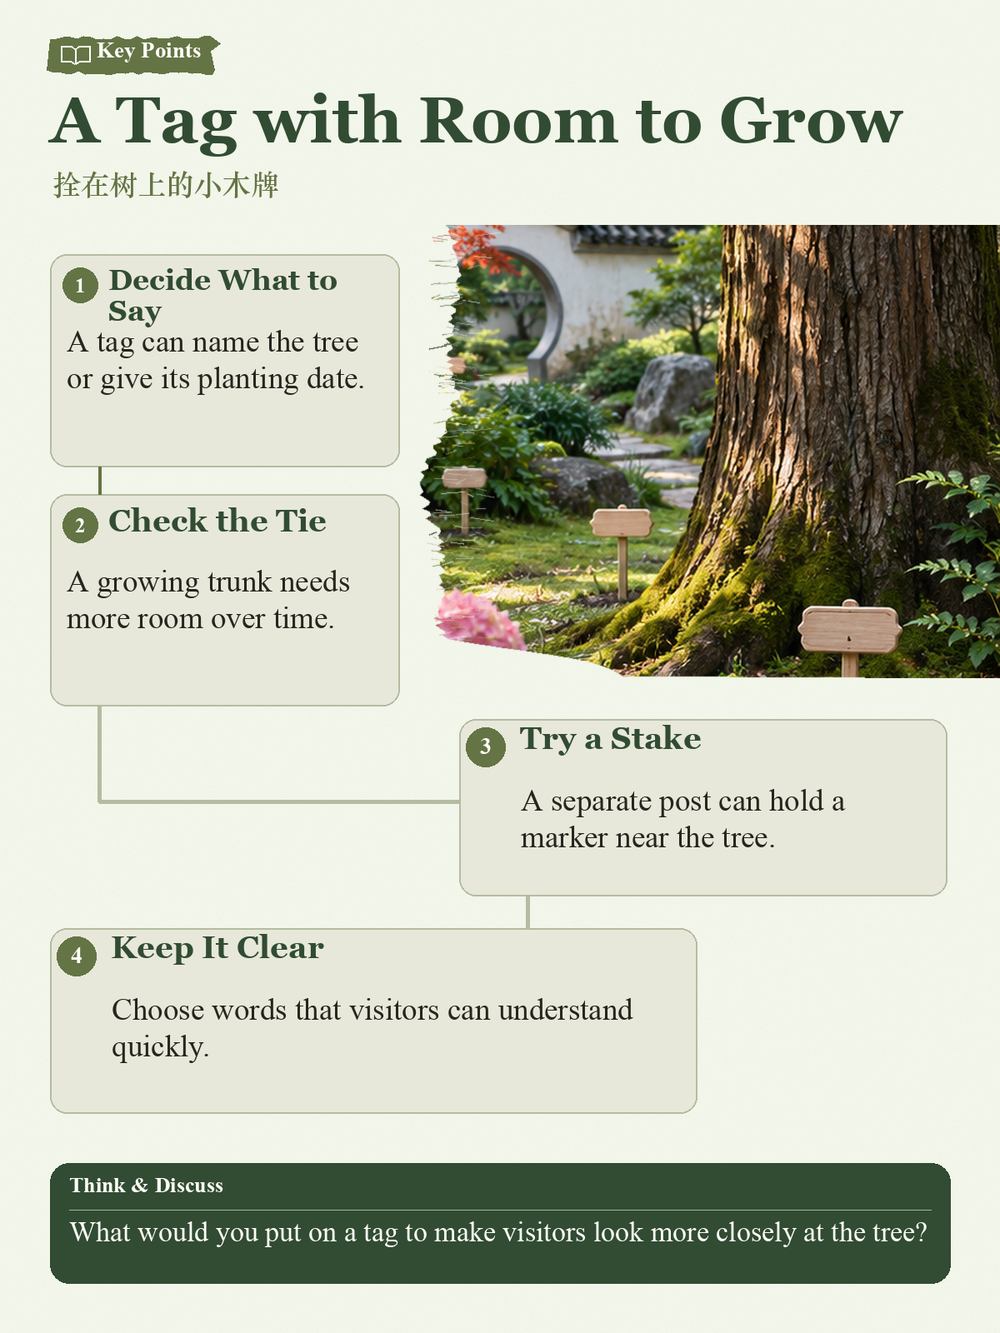 Key Points
A Tag with Room to Grow
拴在树上的小木牌
1
Decide What to
Say
A tag can name the tree
or give its planting date.
2
Check the Tie
A growing trunk needs
more room over time.
3
Try a Stake
A separate post can hold a
marker near the tree.
4
Keep It Clear
Choose words that visitors can understand
quickly.
Think & Discuss
What would you put on a tag to make visitors look more closely at the tree?